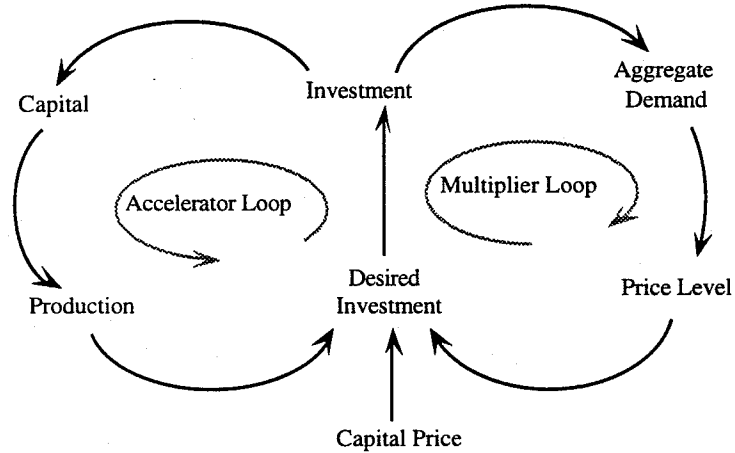 Aggregate
Demand
Investment
Capital
Accelerator Loop
Multiplier Loop
Desired
Investment
Production
Price Level
Capital Price